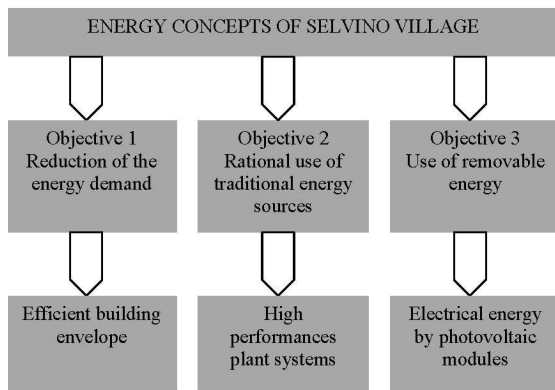 ENERGY CONCEPTS OF SELVINO VILLAGE
Objective 1
Reduction of the
energy demand
Objective 2
Rational use of
traditional energy
sources
Objective 3
Use of removable
energy
Efficient building
envelope
High
performances
plant systems
Electrical energy
by photovoltaic
modules